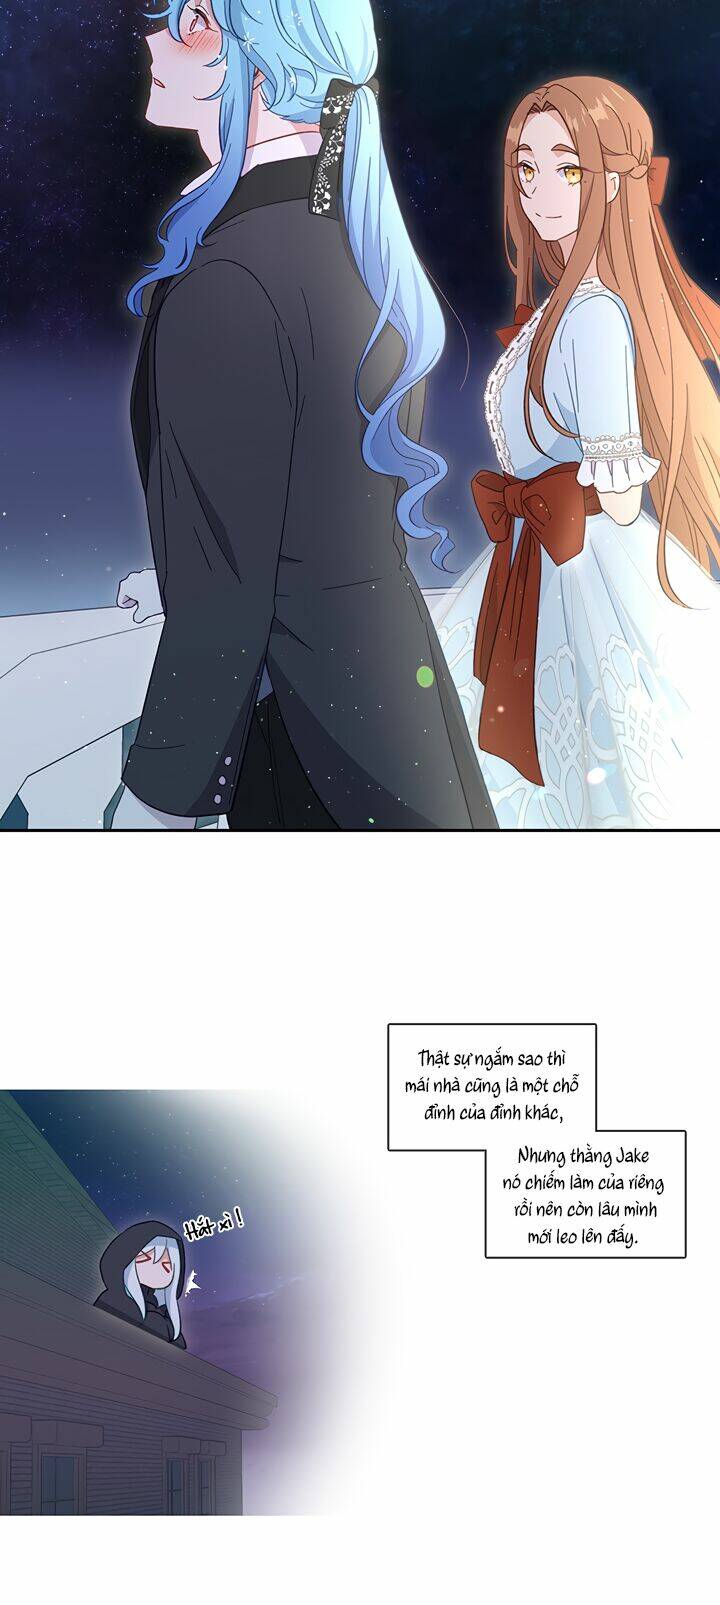 Thật sự ngắm sao thì
mái nhà cũng là một chỗ
đỉnh của đỉnh khác,
Nhưng thằng Jake
nó chiếm làm của riêng
rồi nên còn lâu mình
mới leo lên đấy.
Hắt xì!